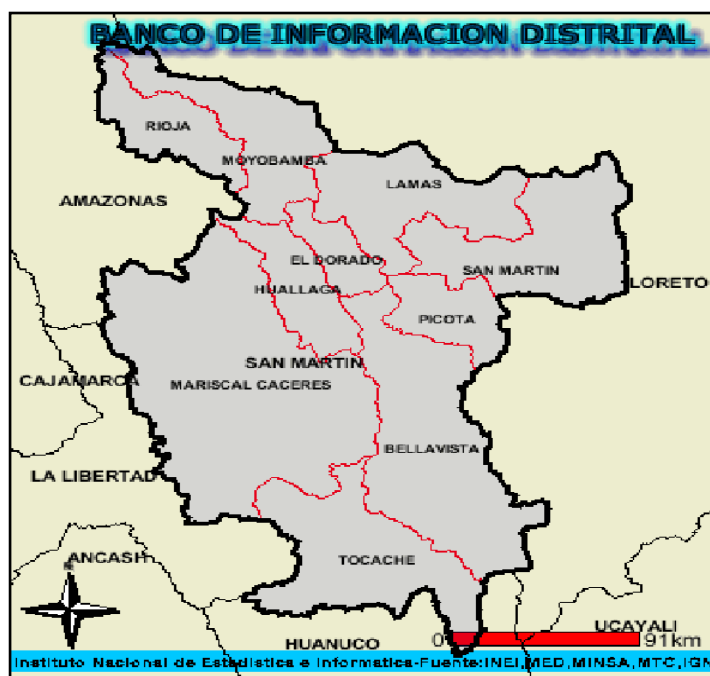 BANCO DE INFORMACION DISTRITAL
RIOJA
MOYOBAMBA
LAMAS
AMAZONAS
EL DORADO
SAN MARTIN
HUALLAGA
LORETO
PICOTA
SAN MARTIN
CAJAMARCA
MARISCAL CACERES
BELLAVISTA
LA LIBERTAD
ANCASH
TOCACHE
N
UCAYALI
HUANUCO
0 91km
Instituto Nacional de Estadistica e Informatica-Fuente:INEI,MED,MINSA,MTC,IGN